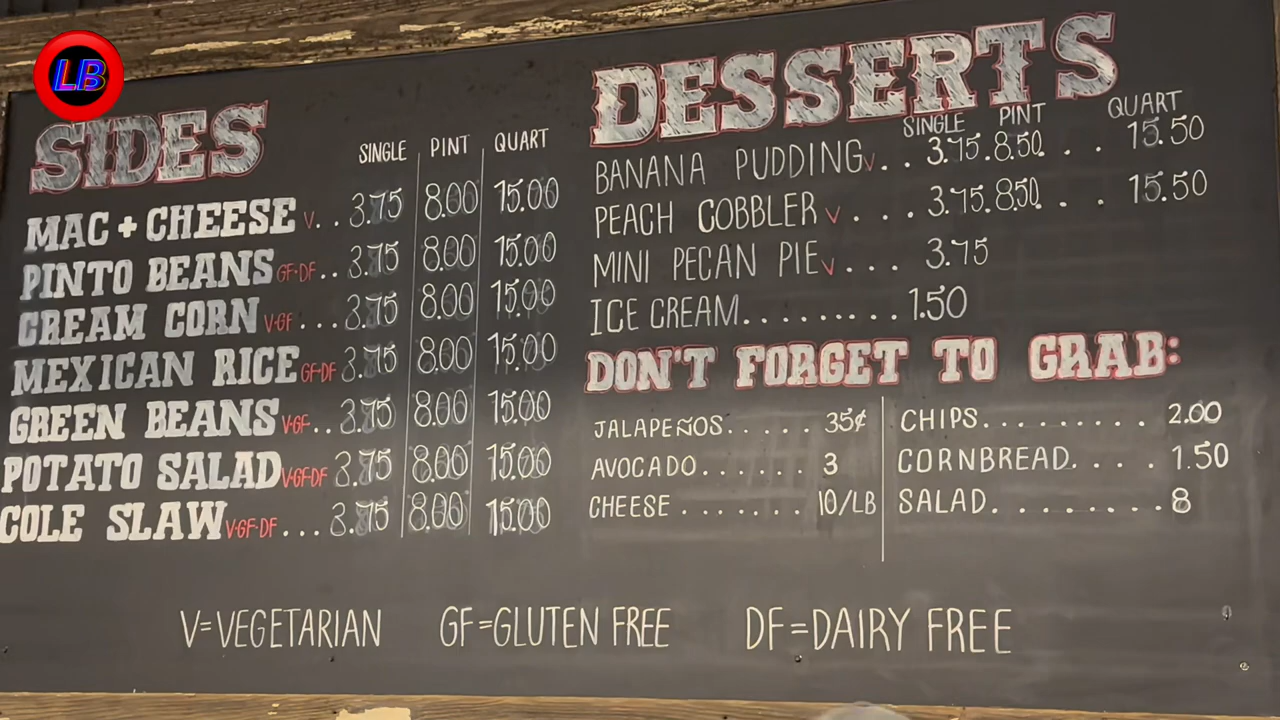 LB
SIDES
SINGLE PINT QUART
MAC + CHEESE V. . . 3.75 8.00 15.00
PINTO BEANS GF·DF. . . 3.75 8.00 15.00
CREAM CORN V·GF . . . 3.75 8.00 15.00
MEXICAN RICE GF·DF 3.75 8.00 15.00
GREEN BEANS V·GF. . . 3.75 8.00 15.00
POTATO SALAD V·GF·DF 3.75 8.00 15.00
COLE SLAW V·GF·DF . . . 3.75 8.00 15.00
DESSERTS
SINGLE PINT QUART
BANANA PUDDING V. . . 3.75.8.50. . . 15.50
PEACH COBBLER V . . . 3.75.8.50. . . 15.50
MINI PECAN PIE V. . . . 3.75
ICE CREAM. . . . . . . . 1.50
DON'T FORGET TO GRAB:
JALAPEÑOS. . . . . 35¢
AVOCADO. . . . . . 3
CHEESE . . . . . . . 10/LB
CHIPS. . . . . . . . . 2.00
CORNBREAD. . . . 1.50
SALAD. . . . . . . . 8
V=VEGETARIAN GF=GLUTEN FREE DF=DAIRY FREE